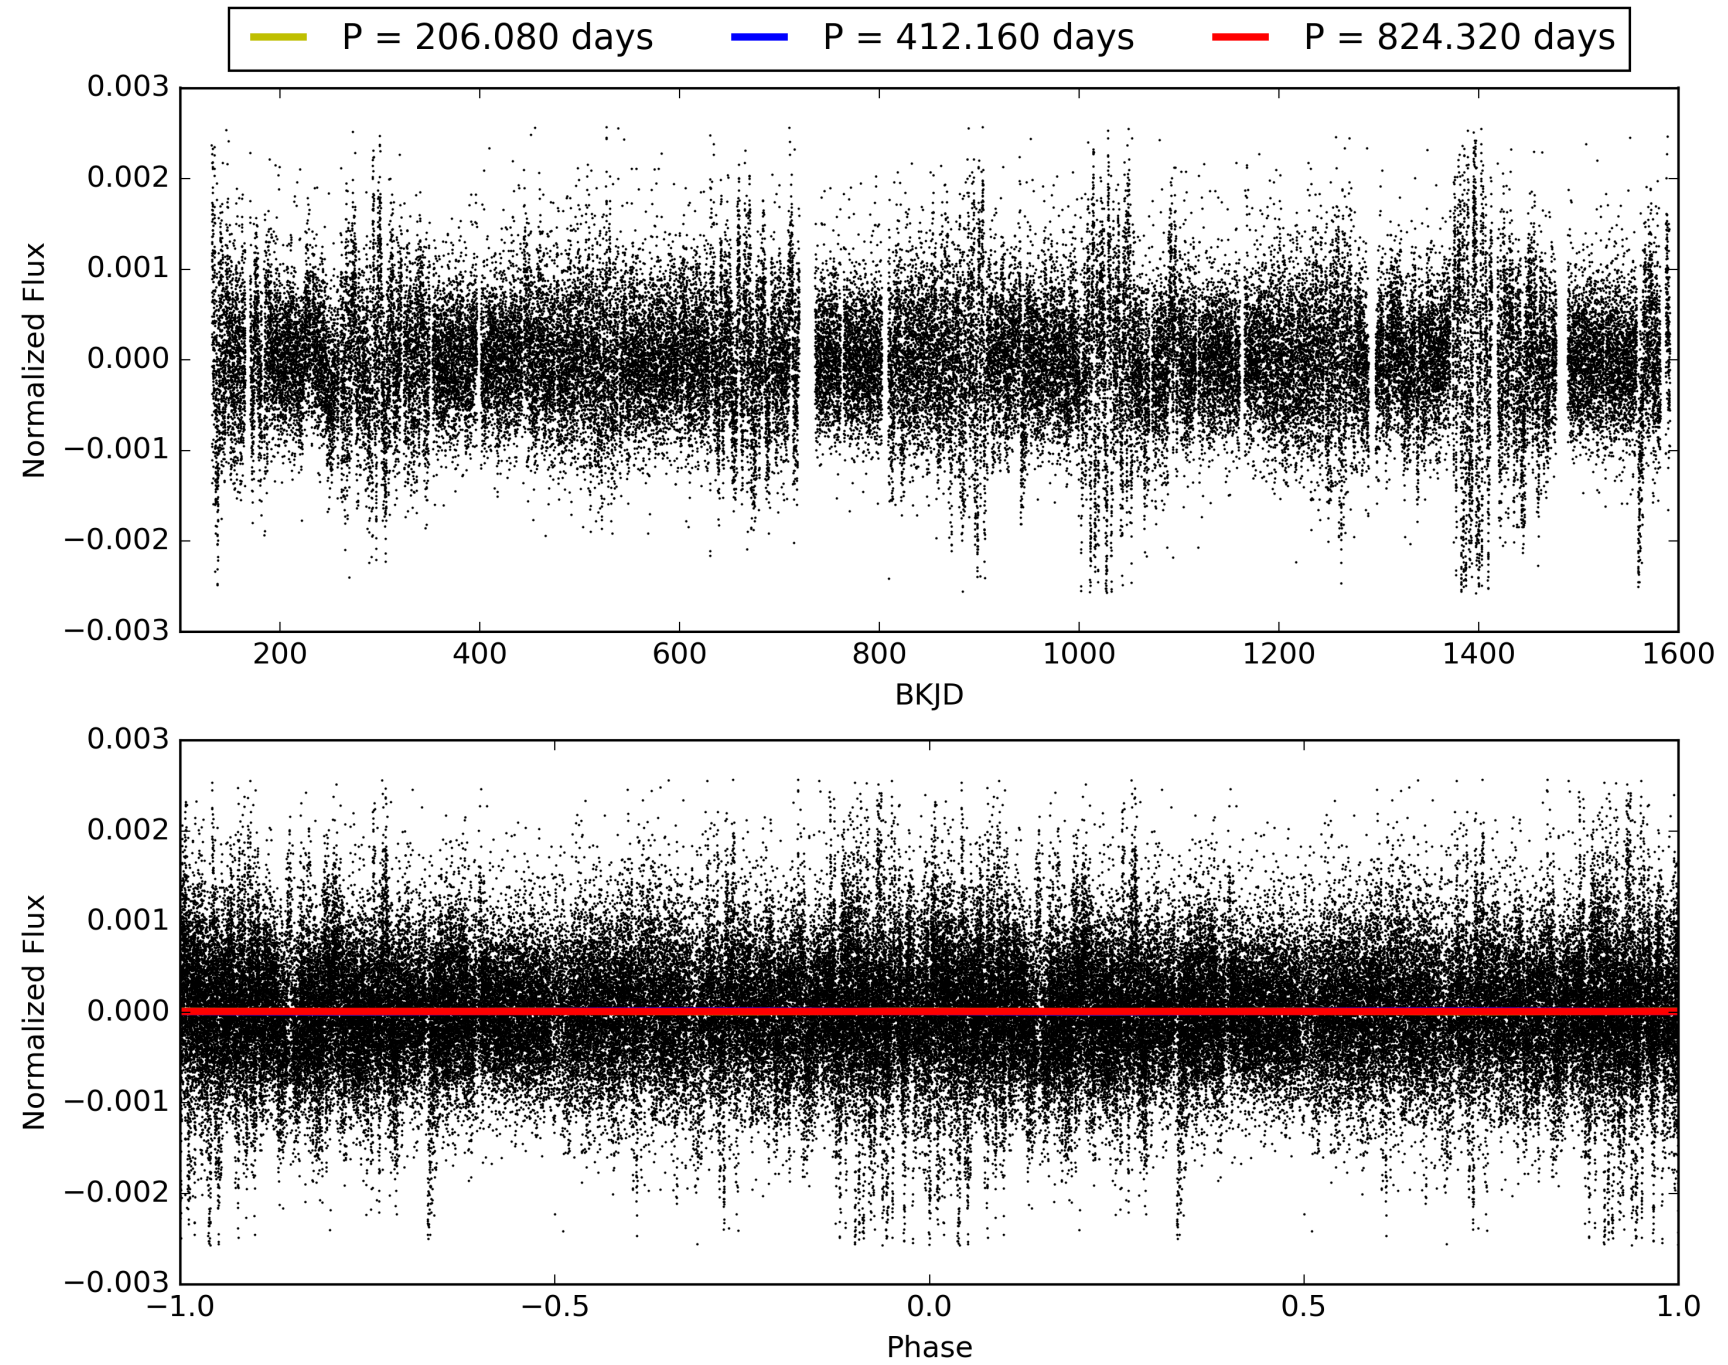 P = 206.080 days P = 412.160 days P = 824.320 days
0.003
0.002
0.001
0.000
−0.001
−0.002
−0.003
Normalized Flux
200 400 600 800 1000 1200 1400 1600
BKJD
0.003
0.002
0.001
0.000
−0.001
−0.002
−0.003
Normalized Flux
−1.0 −0.5 0.0 0.5 1.0
Phase